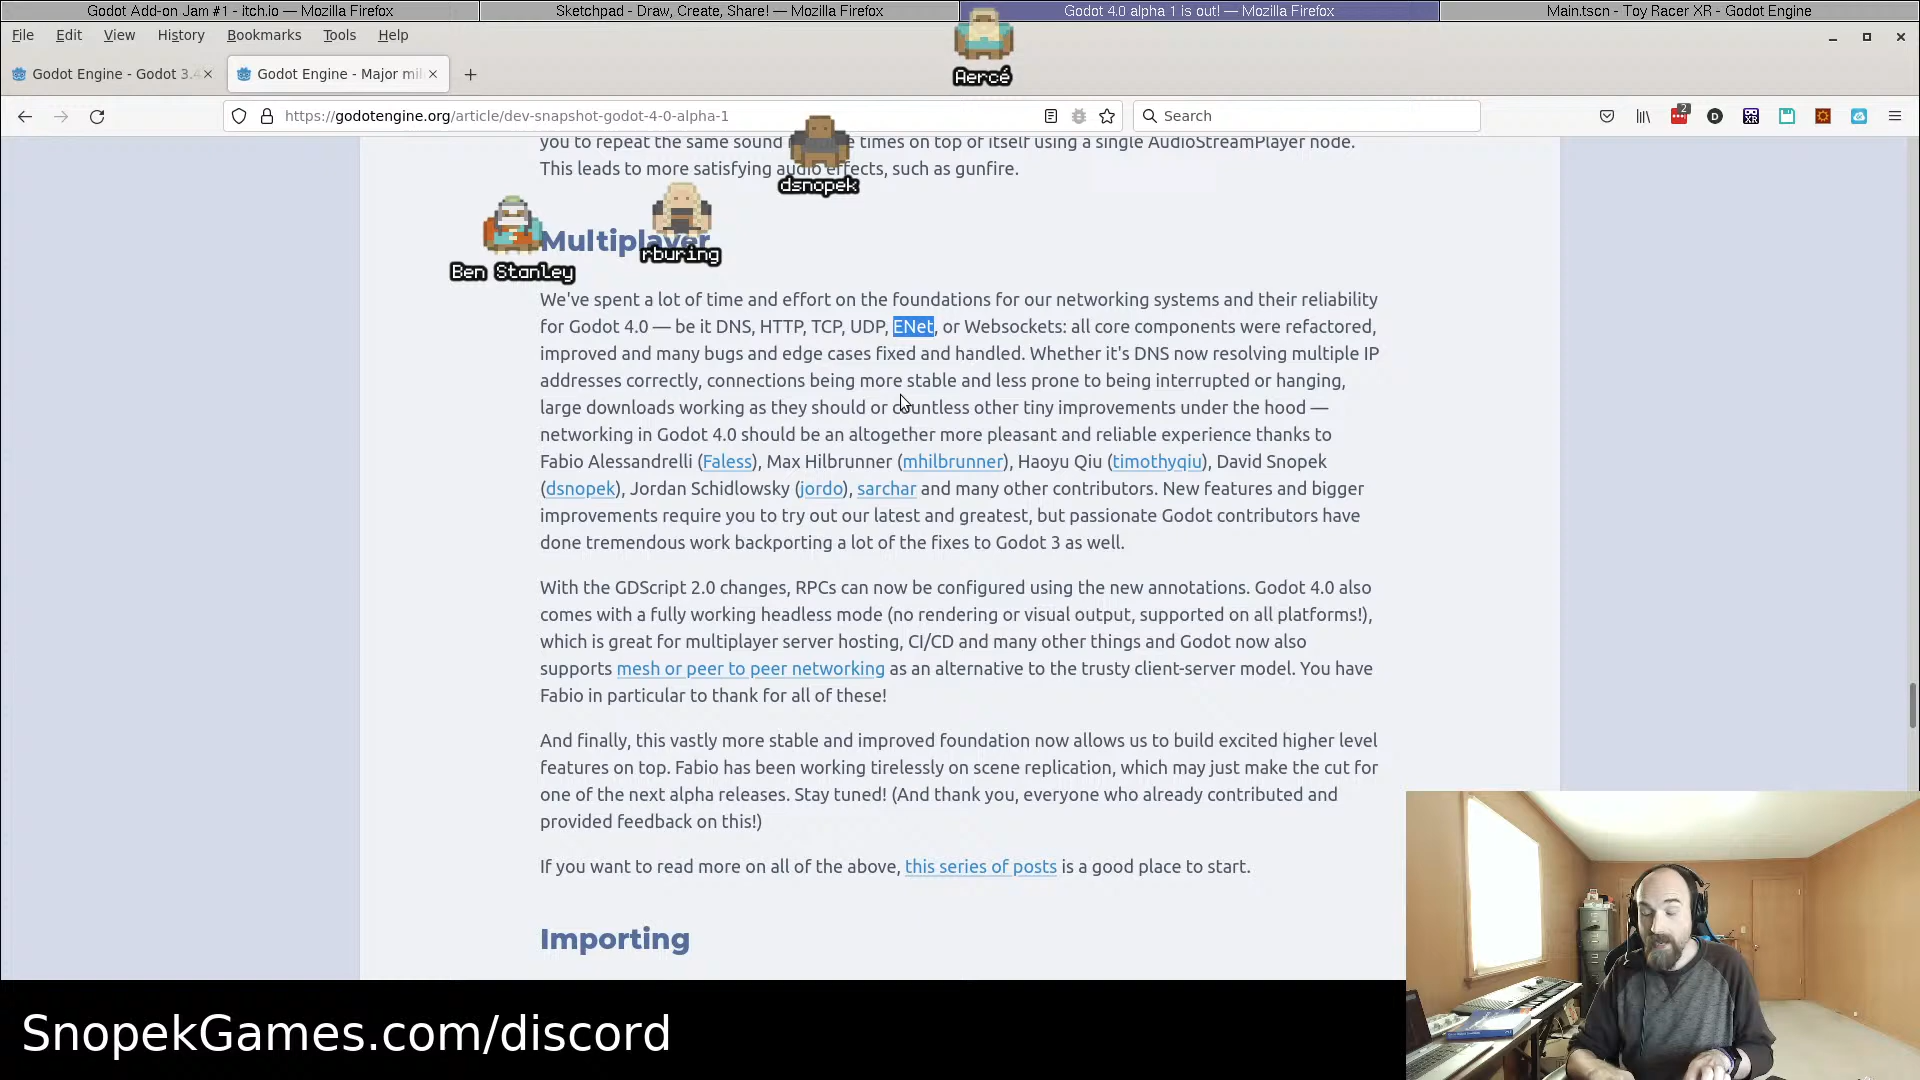 Godot Add-on Jam #1 - itch.io — Mozilla Firefox
Sketchpad - Draw, Create, Share! — Mozilla Firefox
Godot 4.0 alpha 1 is out! — Mozilla Firefox
Main.tscn - Toy Racer XR - Godot Engine
File Edit View History Bookmarks Tools Help
Aercé
Godot Engine - Godot 3.
Godot Engine - Major mil
https://godotengine.org/article/dev-snapshot-godot-4-0-alpha-1
Search
2
you to repeat the same sound times on top of itself using a single AudioStreamPlayer node.
This leads to more satisfying audio effects, such as gunfire.
dsnopek
Multiplayer
rburing
Ben Stanley
We've spent a lot of time and effort on the foundations for our networking systems and their reliability
for Godot 4.0 — be it DNS, HTTP, TCP, UDP, ENet, or Websockets: all core components were refactored,
improved and many bugs and edge cases fixed and handled. Whether it's DNS now resolving multiple IP
addresses correctly, connections being more stable and less prone to being interrupted or hanging,
large downloads working as they should or countless other tiny improvements under the hood —
networking in Godot 4.0 should be an altogether more pleasant and reliable experience thanks to
Fabio Alessandrelli (Faless), Max Hilbrunner (mhilbrunner), Haoyu Qiu (timothyqiu), David Snopek
(dsnopek), Jordan Schidlowsky (jordo), sarchar and many other contributors. New features and bigger
improvements require you to try out our latest and greatest, but passionate Godot contributors have
done tremendous work backporting a lot of the fixes to Godot 3 as well.
With the GDScript 2.0 changes, RPCs can now be configured using the new annotations. Godot 4.0 also
comes with a fully working headless mode (no rendering or visual output, supported on all platforms!),
which is great for multiplayer server hosting, CI/CD and many other things and Godot now also
supports mesh or peer to peer networking as an alternative to the trusty client-server model. You have
Fabio in particular to thank for all of these!
And finally, this vastly more stable and improved foundation now allows us to build excited higher level
features on top. Fabio has been working tirelessly on scene replication, which may just make the cut for
one of the next alpha releases. Stay tuned! (And thank you, everyone who already contributed and
provided feedback on this!)
If you want to read more on all of the above, this series of posts is a good place to start.
Importing
SnopekGames.com/discord